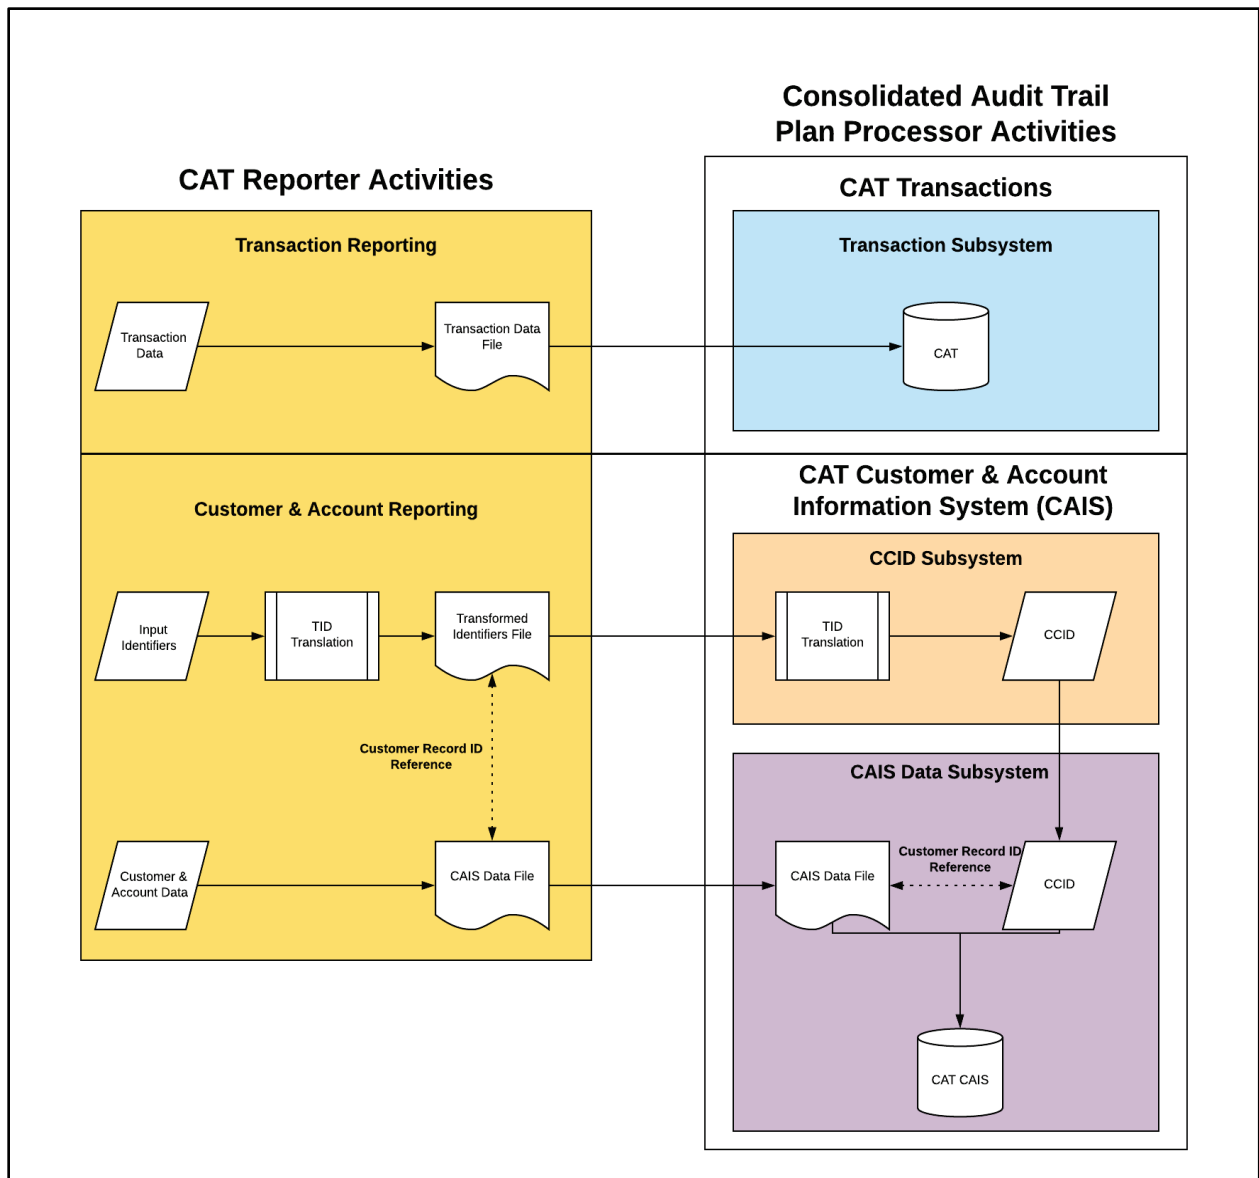 Consolidated Audit Trail
Plan Processor Activities
CAT Reporter Activities
CAT Transactions
Transaction Reporting
Transaction Subsystem
Transaction
Data
Transaction Data
File
CAT
CAT Customer & Account
Information System (CAIS)
Customer & Account Reporting
CCID Subsystem
Input
Identifiers
TID
Translation
Transformed
Identifiers File
TID
Translation
CCID
Customer Record ID
Reference
CAIS Data Subsystem
Customer &
Account Data
CAIS Data File
CAIS Data File
Customer Record ID
Reference
CCID
CAT CAIS